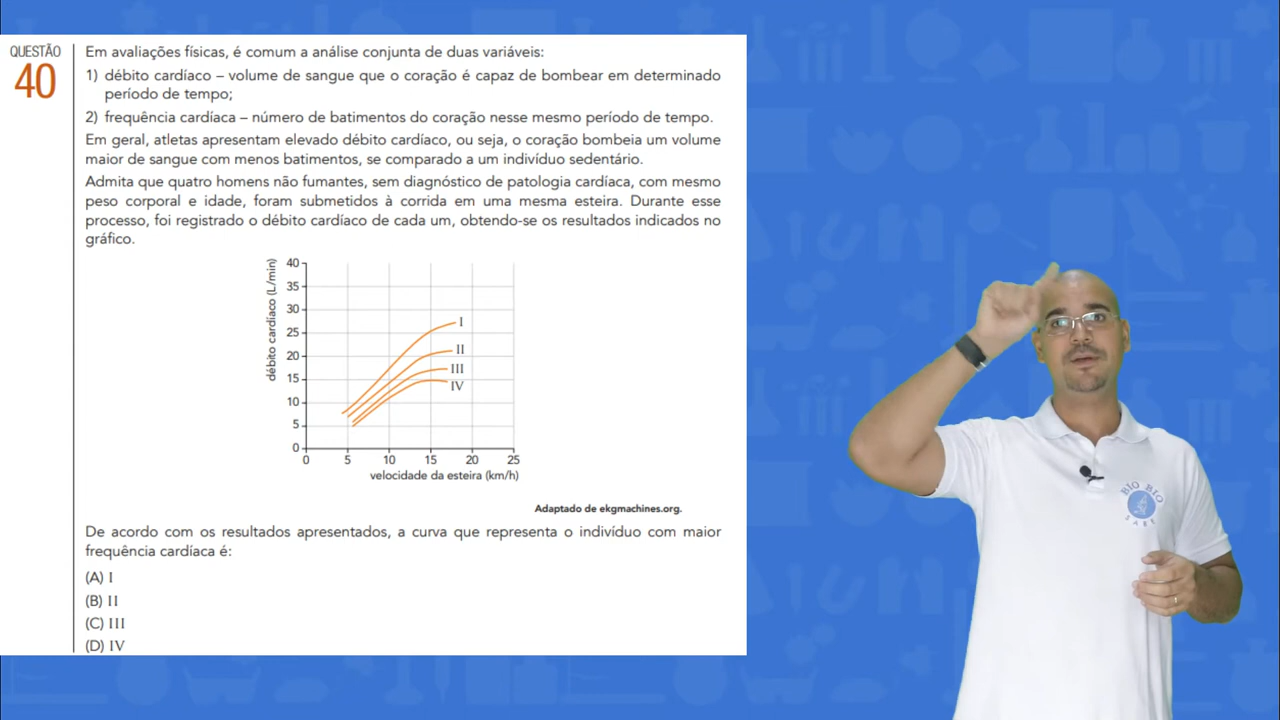 QUESTÃO
40
Em avaliações físicas, é comum a análise conjunta de duas variáveis:
1) débito cardíaco – volume de sangue que o coração é capaz de bombear em determinado
período de tempo;
2) frequência cardíaca – número de batimentos do coração nesse mesmo período de tempo.
Em geral, atletas apresentam elevado débito cardíaco, ou seja, o coração bombeia um volume
maior de sangue com menos batimentos, se comparado a um indivíduo sedentário.
Admita que quatro homens não fumantes, sem diagnóstico de patologia cardíaca, com mesmo
peso corporal e idade, foram submetidos à corrida em uma mesma esteira. Durante esse
processo, foi registrado o débito cardíaco de cada um, obtendo-se os resultados indicados no
gráfico.
débito cardíaco (L/min)
40
35
30
25
20
15
10
5
0
I
II
III
IV
0 5 10 15 20 25
velocidade da esteira (km/h)
Adaptado de ekgmachines.org.
De acordo com os resultados apresentados, a curva que representa o indivíduo com maior
frequência cardíaca é:
(A) I
(B) II
(C) III
(D) IV
BIO BIO
SABE